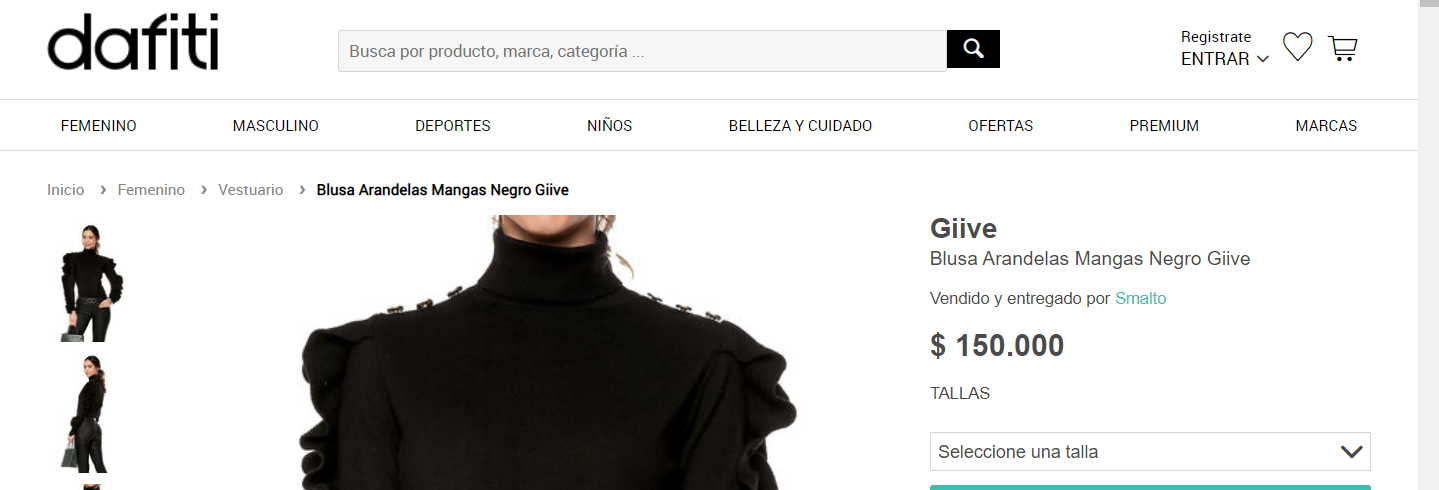 dafiti
Busca por producto, marca, categoría ...
Registrate
ENTRAR
FEMENINO MASCULINO DEPORTES NIÑOS BELLEZA Y CUIDADO OFERTAS PREMIUM MARCAS
Inicio › Femenino › Vestuario › Blusa Arandelas Mangas Negro Giive
Giive
Blusa Arandelas Mangas Negro Giive
Vendido y entregado por Smalto
$ 150.000
TALLAS
Seleccione una talla